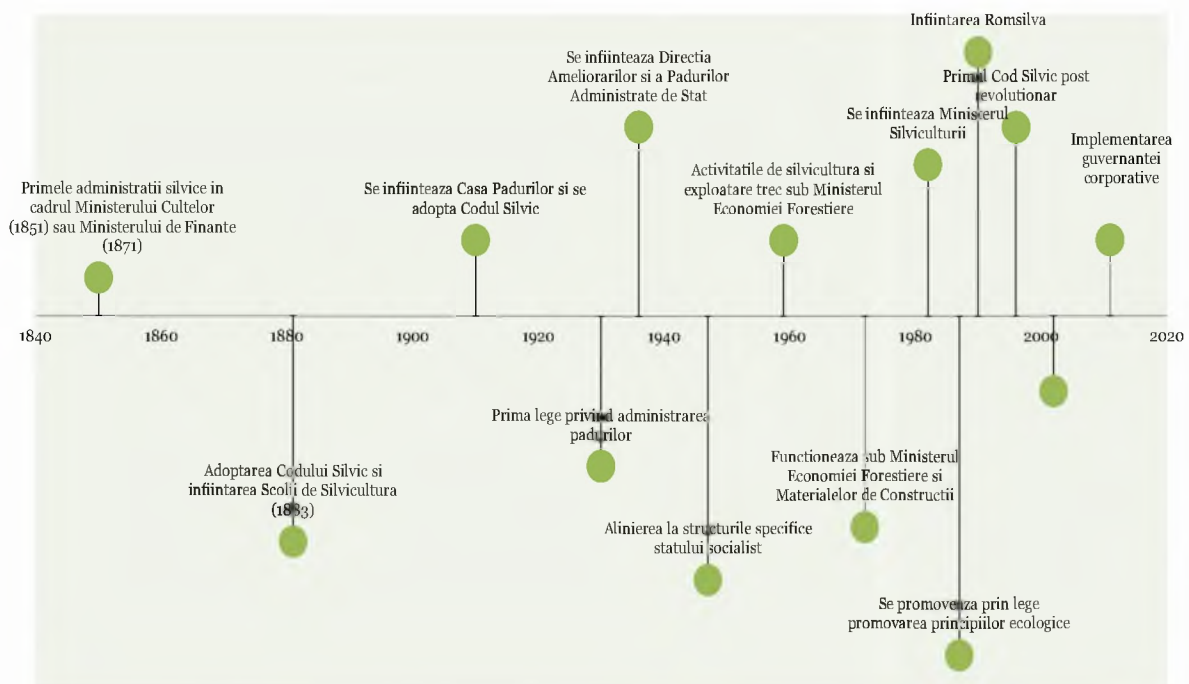 Infiintarea Romsilva
Se infiinteaza Directia
Ameliorarilor si a Padurilor
Administrate de Stat
Primul Cod Silvic post
revolutionar
Se infiinteaza Ministerul
Silviculturii
Implementarea
guvernantei
corporative
Activitatile de silvicultura si
exploatare trec sub Ministerul
Economiei Forestiere
Primele administratii silvice in
cadrul Ministerului Cultelor
(1851) sau Ministerului de Finante
(1871)
Se infiinteaza Casa Padurilor si se
adopta Codul Silvic
1840 1860 1880 1900 1920 1940 1960 1980 2000 2020
Prima lege privind administrarea
padurilor
Adoptarea Codului Silvic si
infiintarea Scolii de Silvicultura
(1883)
Functioneaza sub Ministerul
Economiei Forestiere si
Materialelor de Constructii
Alinierea la structurile specifice
statului socialist
Se promoveaza prin lege
promovarea principiilor ecologice